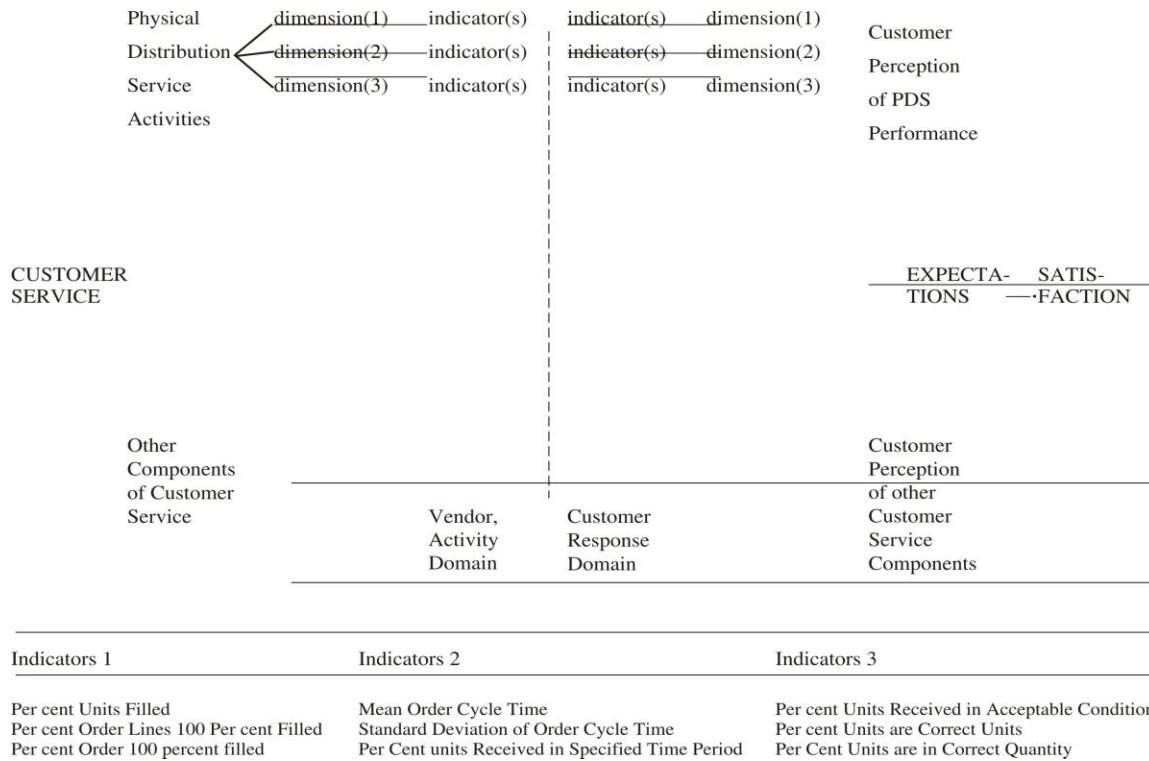 Physical dimension(1) indicator(s) indicator(s) dimension(1)
Distribution dimension(2) indicator(s) indicator(s) dimension(2)
Service dimension(3) indicator(s) indicator(s) dimension(3)
Activities
Customer
Perception
of PDS
Performance
CUSTOMER
SERVICE
EXPECTA- SATIS-
TIONS —·FACTION
Other
Components
of Customer
Service
Vendor,
Activity
Domain
Customer
Response
Domain
Customer
Perception
of other
Customer
Service
Components
Indicators 1 Indicators 2 Indicators 3
Per cent Units Filled Mean Order Cycle Time Per cent Units Received in Acceptable Condition
Per cent Order Lines 100 Per cent Filled Standard Deviation of Order Cycle Time Per cent Units are Correct Units
Per cent Order 100 percent filled Per Cent units Received in Specified Time Period Per Cent Units are in Correct Quantity